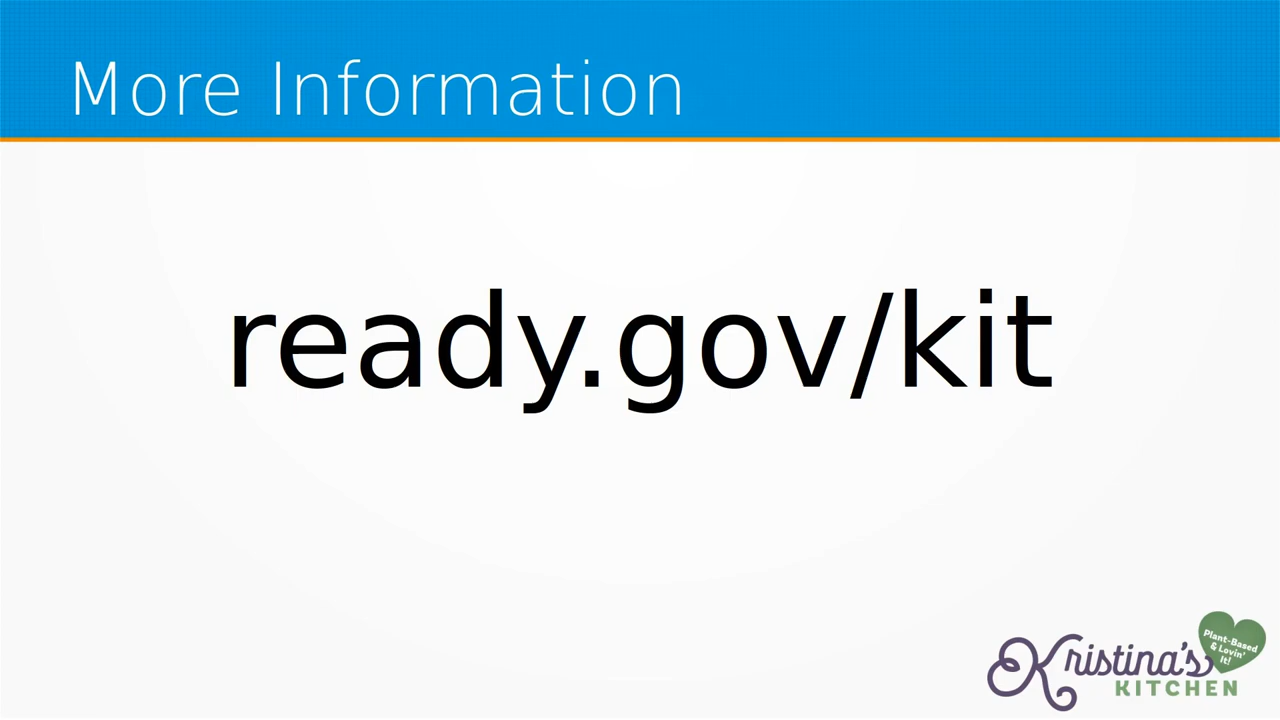 More Information
ready.gov/kit
Plant-Based
& Lovin'
It!
Kristina's
KITCHEN